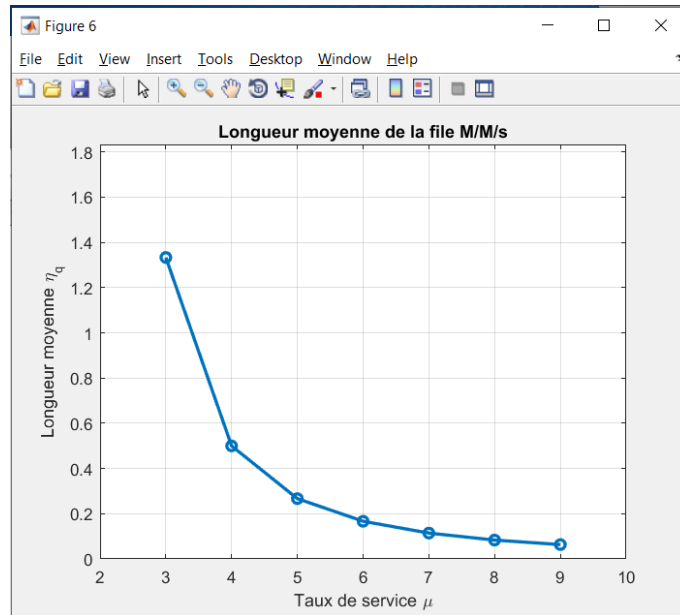 Figure 6
File Edit View Insert Tools Desktop Window Help
Longueur moyenne de la file M/M/s
1.8
1.6
1.4
1.2
1
0.8
0.6
0.4
0.2
0
Longueur moyenne η_q
2 3 4 5 6 7 8 9 10
Taux de service μ